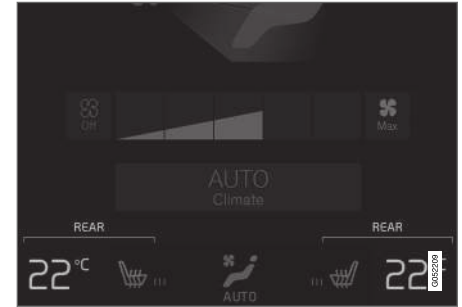 Off
Max
AUTO
Climate
REAR
REAR
22°C
AUTO
22°
G052209